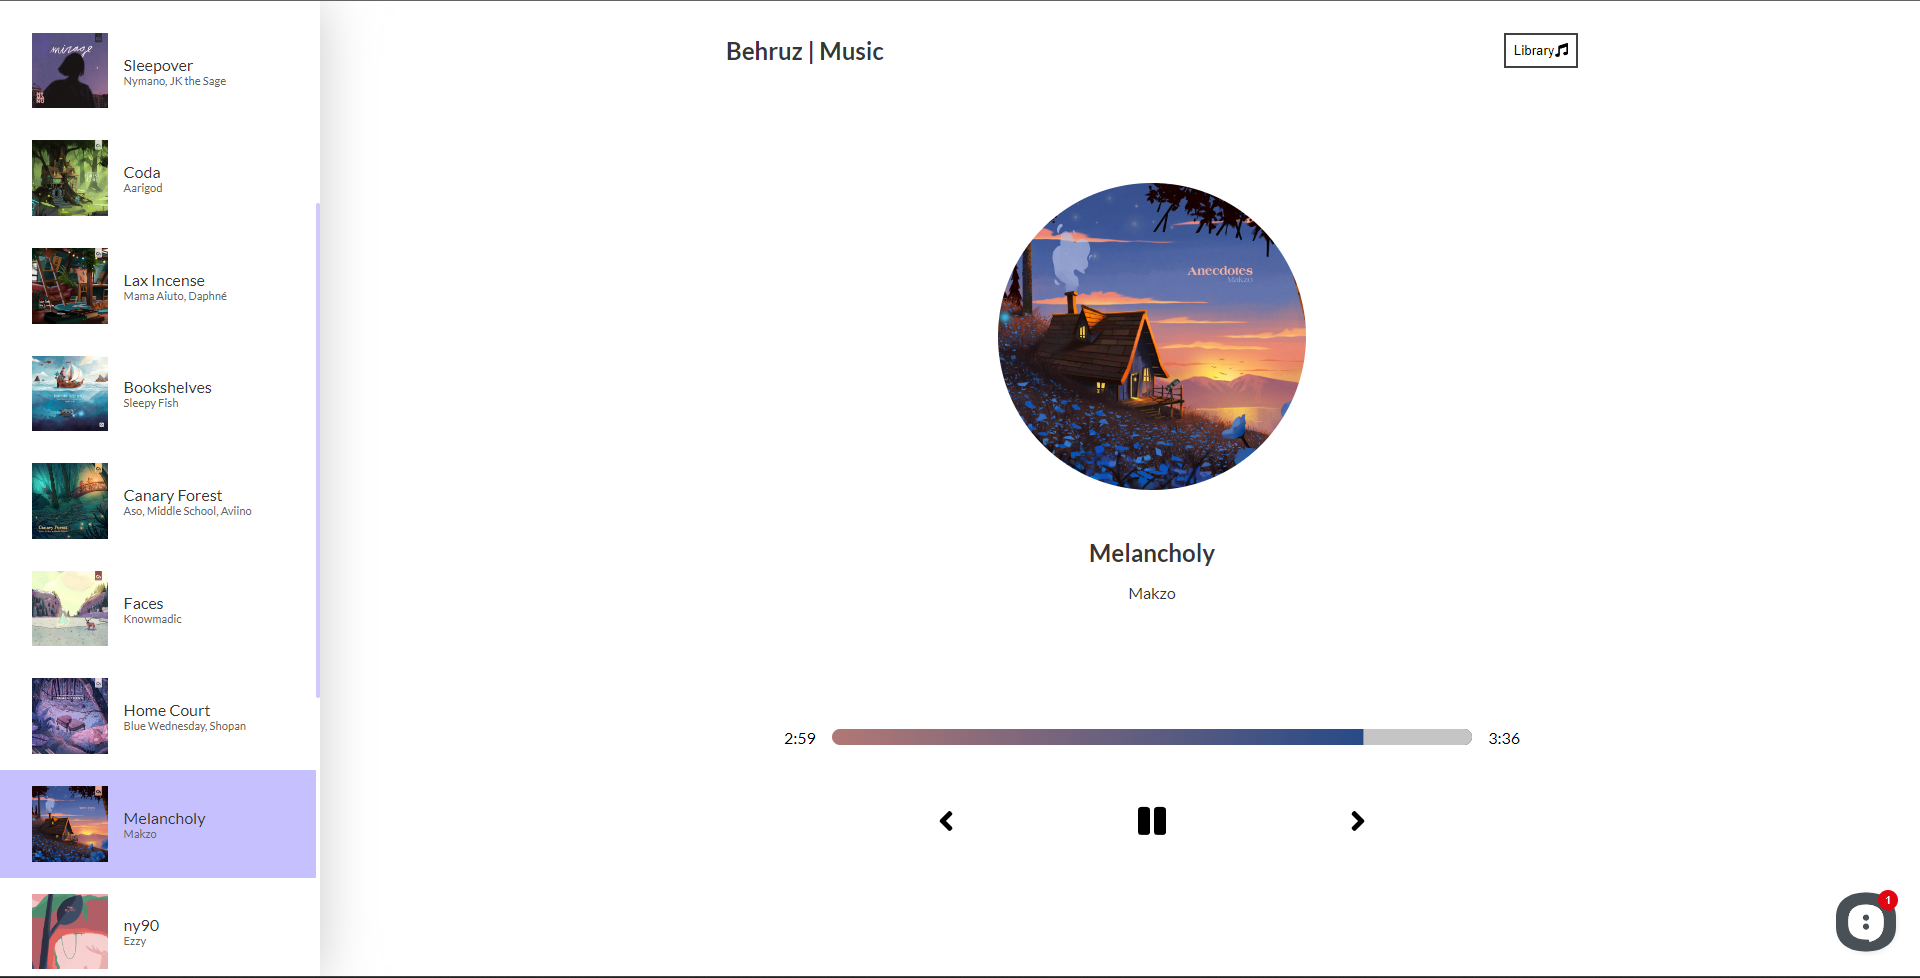 mirage
Sleepover
Nymano, JK the Sage
Coda
Aarigod
Lax Incense
Mama Aiuto, Daphné
Bookshelves
Sleepy Fish
Canary Forest
Canary Forest
Aso, Middle School, Aviino
Faces
Knowmadic
Home Court
Blue Wednesday, Shopan
Melancholy
Makzo
ny90
Ezzy
Behruz | Music
Library
Anecdotes
Makzo
Melancholy
Makzo
2:59
3:36
1